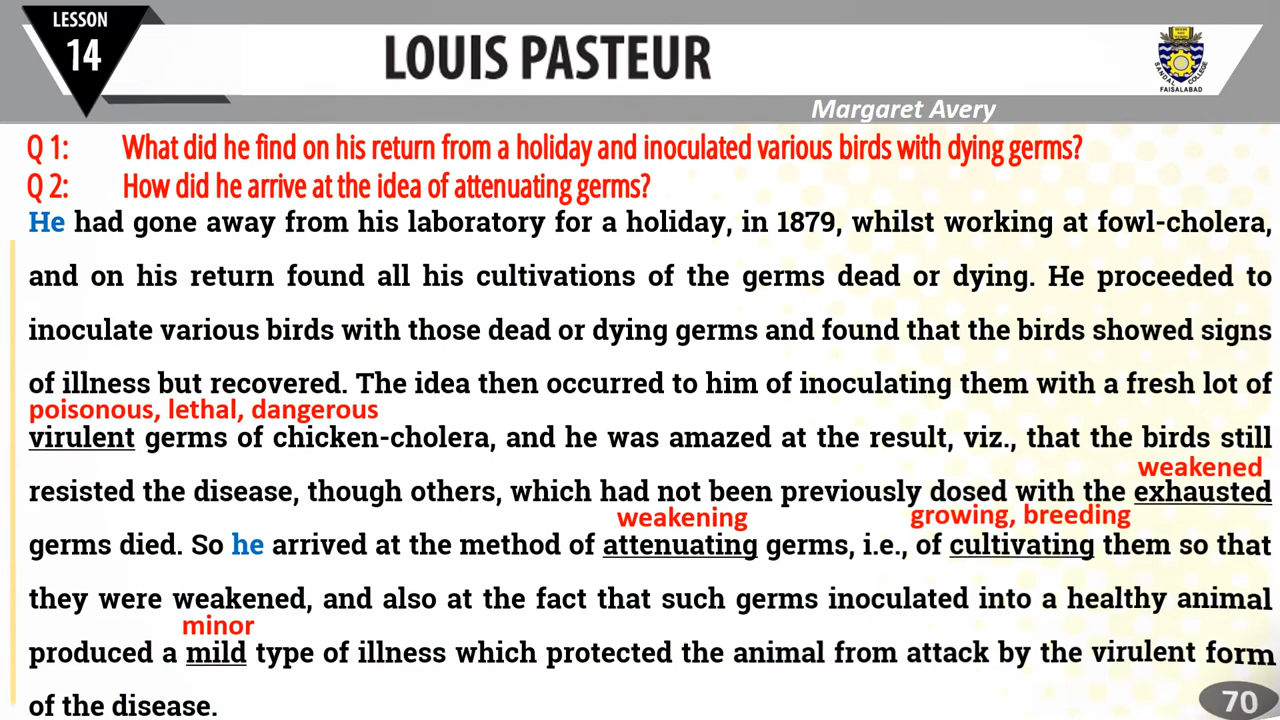 LESSON
14
LOUIS PASTEUR
SANDAL COLLEGE
FAISALABAD
Margaret Avery
Q 1: What did he find on his return from a holiday and inoculated various birds with dying germs?
Q 2: How did he arrive at the idea of attenuating germs?
He had gone away from his laboratory for a holiday, in 1879, whilst working at fowl-cholera,
and on his return found all his cultivations of the germs dead or dying. He proceeded to
inoculate various birds with those dead or dying germs and found that the birds showed signs
of illness but recovered. The idea then occurred to him of inoculating them with a fresh lot of
poisonous, lethal, dangerous
virulent germs of chicken-cholera, and he was amazed at the result, viz., that the birds still
weakened
resisted the disease, though others, which had not been previously dosed with the exhausted
weakening growing, breeding
germs died. So he arrived at the method of attenuating germs, i.e., of cultivating them so that
they were weakened, and also at the fact that such germs inoculated into a healthy animal
minor
produced a mild type of illness which protected the animal from attack by the virulent form
of the disease.
70